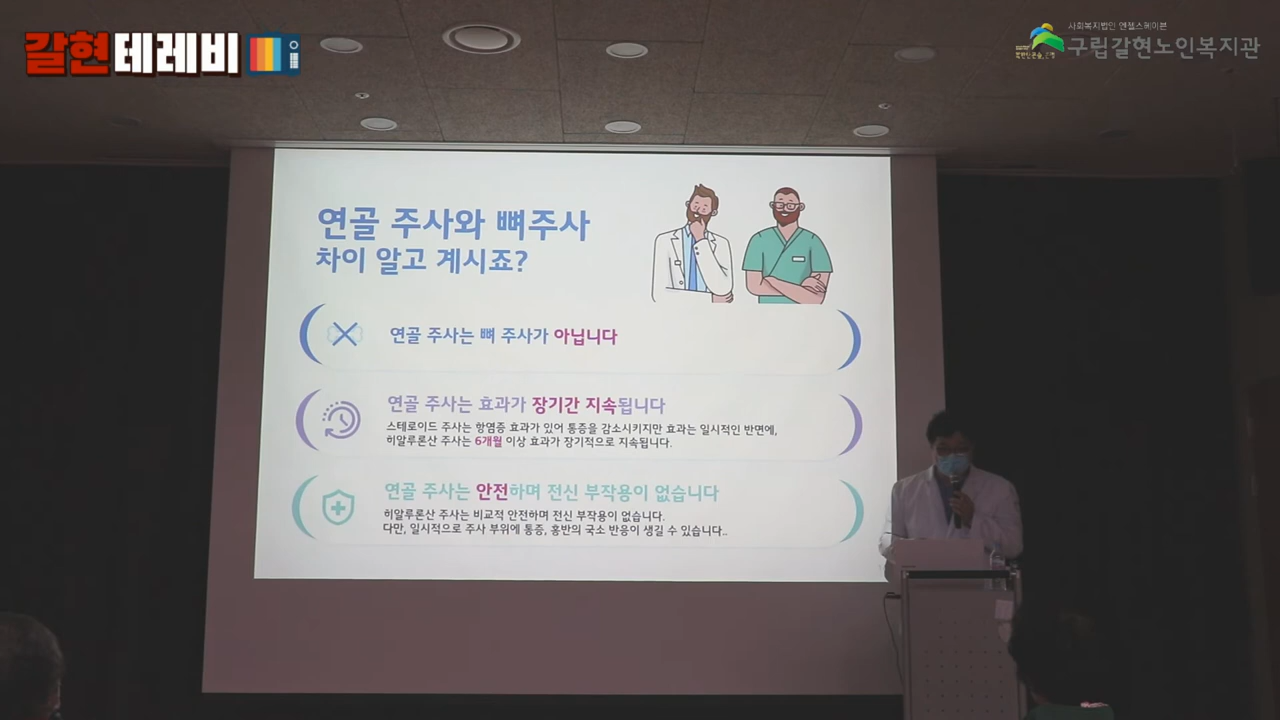 갈현테레비
사회복지법인 엔젤스헤이븐
구립갈현노인복지관
연골 주사와 뼈주사
차이 알고 계시죠?
연골 주사는 뼈 주사가 아닙니다
연골 주사는 효과가 장기간 지속됩니다
스테로이드 주사는 항염증 효과가 있어 통증을 감소시키지만 효과는 일시적인 반면에,
히알루론산 주사는 6개월 이상 효과가 장기적으로 지속됩니다.
연골 주사는 안전하며 전신 부작용이 없습니다
히알루론산 주사는 비교적 안전하며 전신 부작용이 없습니다.
다만, 일시적으로 주사 부위에 통증, 홍반의 국소 반응이 생길 수 있습니다..